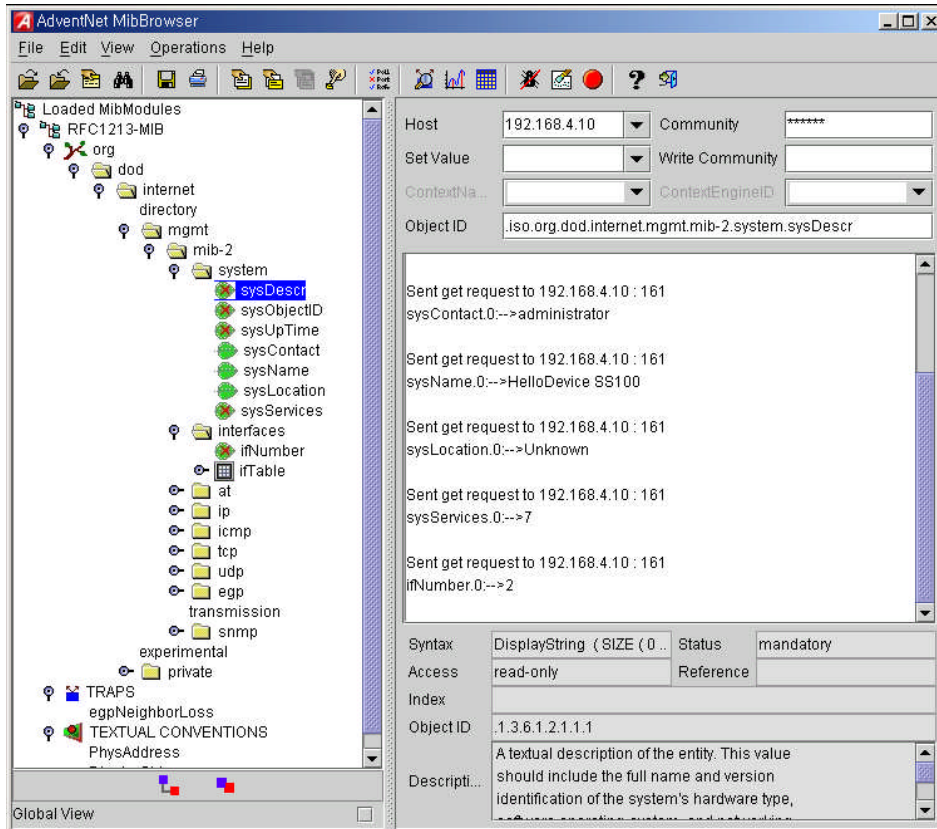 AdventNet MibBrowser
File Edit View Operations Help
Loaded MibModules
RFC1213-MIB
org
dod
internet
directory
mgmt
mib-2
system
sysDescr
sysObjectID
sysUpTime
sysContact
sysName
sysLocation
sysServices
interfaces
ifNumber
ifTable
at
ip
icmp
tcp
udp
egp
transmission
snmp
experimental
private
TRAPS
egpNeighborLoss
TEXTUAL CONVENTIONS
PhysAddress
Global View
Host 192.168.4.10 Community ******
Set Value Write Community
ContextNa... ContextEngineID
Object ID .iso.org.dod.internet.mgmt.mib-2.system.sysDescr
Sent get request to 192.168.4.10 : 161
sysContact.0:-->administrator
Sent get request to 192.168.4.10 : 161
sysName.0:-->HelloDevice SS100
Sent get request to 192.168.4.10 : 161
sysLocation.0:-->Unknown
Sent get request to 192.168.4.10 : 161
sysServices.0:-->7
Sent get request to 192.168.4.10 : 161
ifNumber.0:-->2
Syntax DisplayString ( SIZE ( 0 .. Status mandatory
Access read-only Reference
Index
Object ID .1.3.6.1.2.1.1.1
Descripti... A textual description of the entity. This value
should include the full name and version
identification of the system's hardware type,